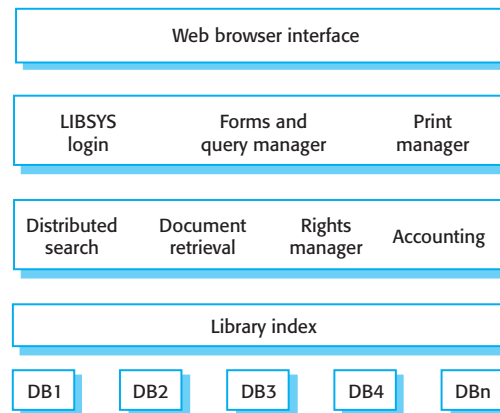 Web browser interface
LIBSYS login
Forms and query manager
Print manager
Distributed search
Document retrieval
Rights manager
Accounting
Library index
DB1 DB2 DB3 DB4 DBn